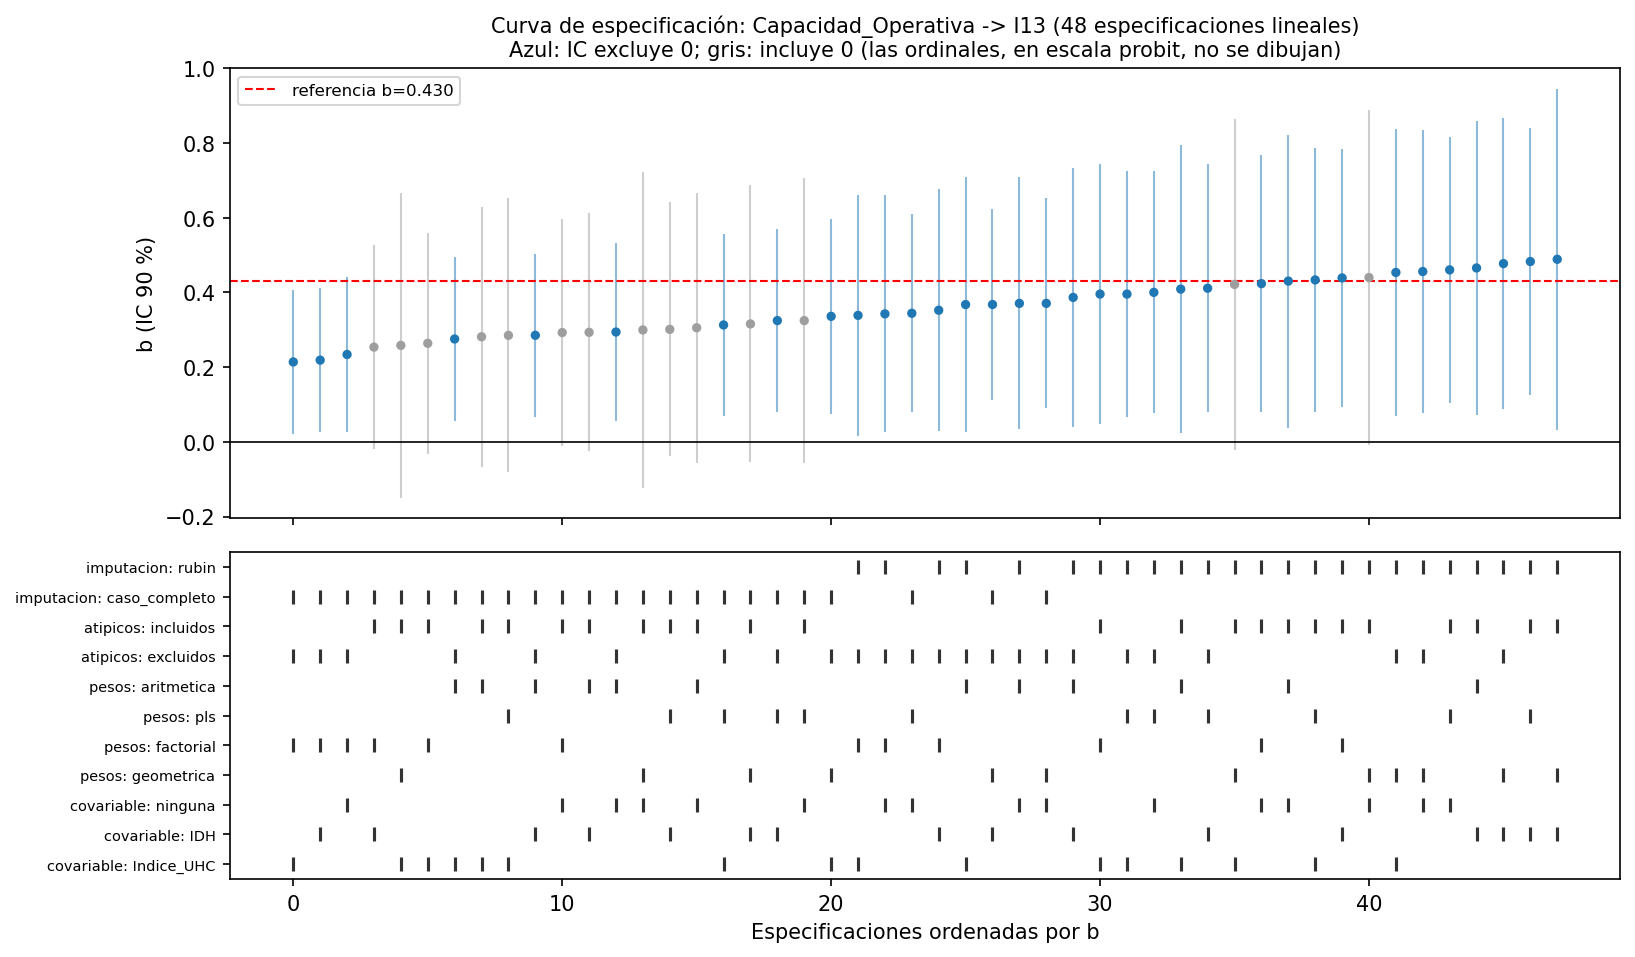 Curva de especificación: Capacidad_Operativa -> I13 (48 especificaciones lineales)
Azul: IC excluye 0; gris: incluye 0 (las ordinales, en escala probit, no se dibujan)
referencia b=0.430
b (IC 90 %)
1.0
0.8
0.6
0.4
0.2
0.0
−0.2
imputacion: rubin
imputacion: caso_completo
atipicos: incluidos
atipicos: excluidos
pesos: aritmetica
pesos: pls
pesos: factorial
pesos: geometrica
covariable: ninguna
covariable: IDH
covariable: Indice_UHC
0 10 20 30 40
Especificaciones ordenadas por b